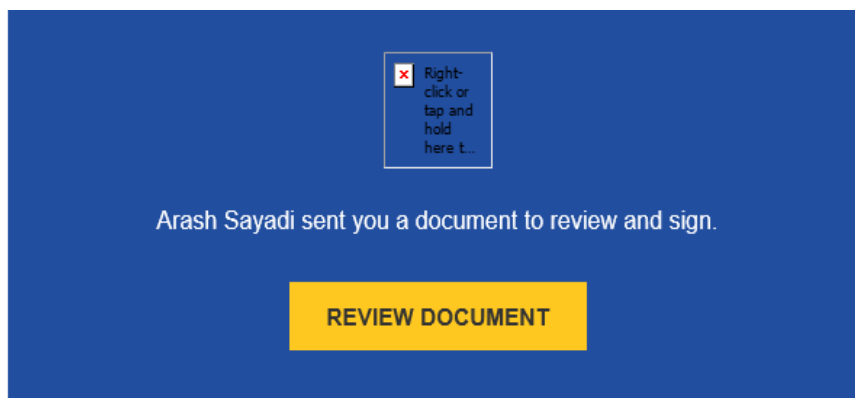 Right-
click or
tap and
hold
here t...
Arash Sayadi sent you a document to review and sign.
REVIEW DOCUMENT